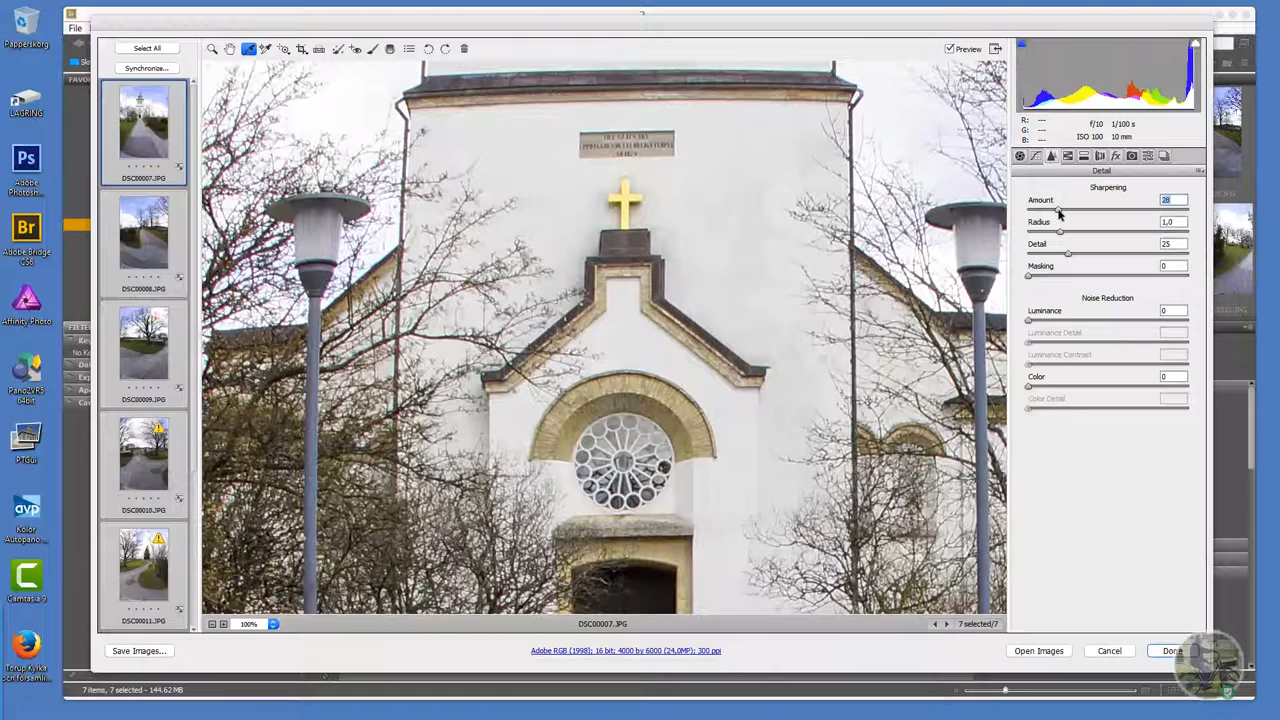 Papperskorg
LAGRING
Adobe
Photosh...
Adobe Bridge
CS6
Affinity Photo
Pano2VR5
64bit
PTGui
Kolor
Autopano ...
Camtasia 9
Torup Kyrka
och församli...
File
FAVO
FILTE
Select All
Synchronize...
DSC00007.JPG
DSC00008.JPG
DSC00009.JPG
DSC00010.JPG
DSC00011.JPG
Preview
R: ---
G: ---
B: ---
f/10 1/100 s
ISO 100 10 mm
Detail
Sharpening
Amount 28
Radius 1,0
Detail 25
Masking 0
Noise Reduction
Luminance 0
Luminance Detail
Luminance Contrast
Color 0
Color Detail
100%
DSC00007.JPG
7 selected/7
Save Images...
Adobe RGB (1998); 16 bit; 4000 by 6000 (24,0MP); 300 ppi
Open Images
Cancel
Done
7 items, 7 selected - 144.62 MB